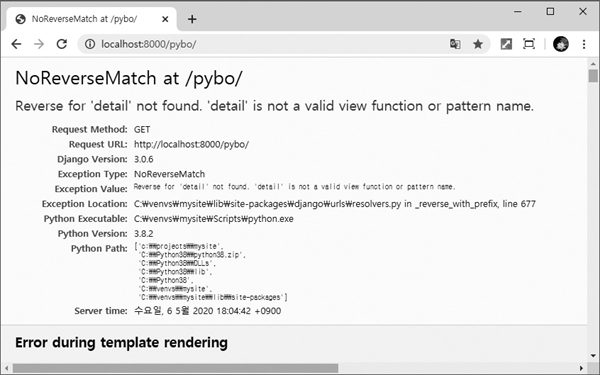 NoReverseMatch at /pybo/
localhost:8000/pybo/
NoReverseMatch at /pybo/
Reverse for 'detail' not found. 'detail' is not a valid view function or pattern name.
Request Method: GET
Request URL: http://localhost:8000/pybo/
Django Version: 3.0.6
Exception Type: NoReverseMatch
Exception Value: Reverse for 'detail' not found. 'detail' is not a valid view function or pattern name.
Exception Location: C:₩venvs₩mysite₩lib₩site-packages₩django₩urls₩resolvers.py in _reverse_with_prefix, line 677
Python Executable: C:₩venvs₩mysite₩Scripts₩python.exe
Python Version: 3.8.2
Python Path: ['c:₩₩projects₩₩mysite',
'C:₩₩Python38₩₩python38.zip',
'C:₩₩Python38₩₩DLLs',
'C:₩₩Python38₩₩lib',
'C:₩₩Python38',
'C:₩₩venvs₩₩mysite',
'C:₩₩venvs₩₩mysite₩₩lib₩₩site-packages']
Server time: 수요일, 6 5월 2020 18:04:42 +0900
Error during template rendering